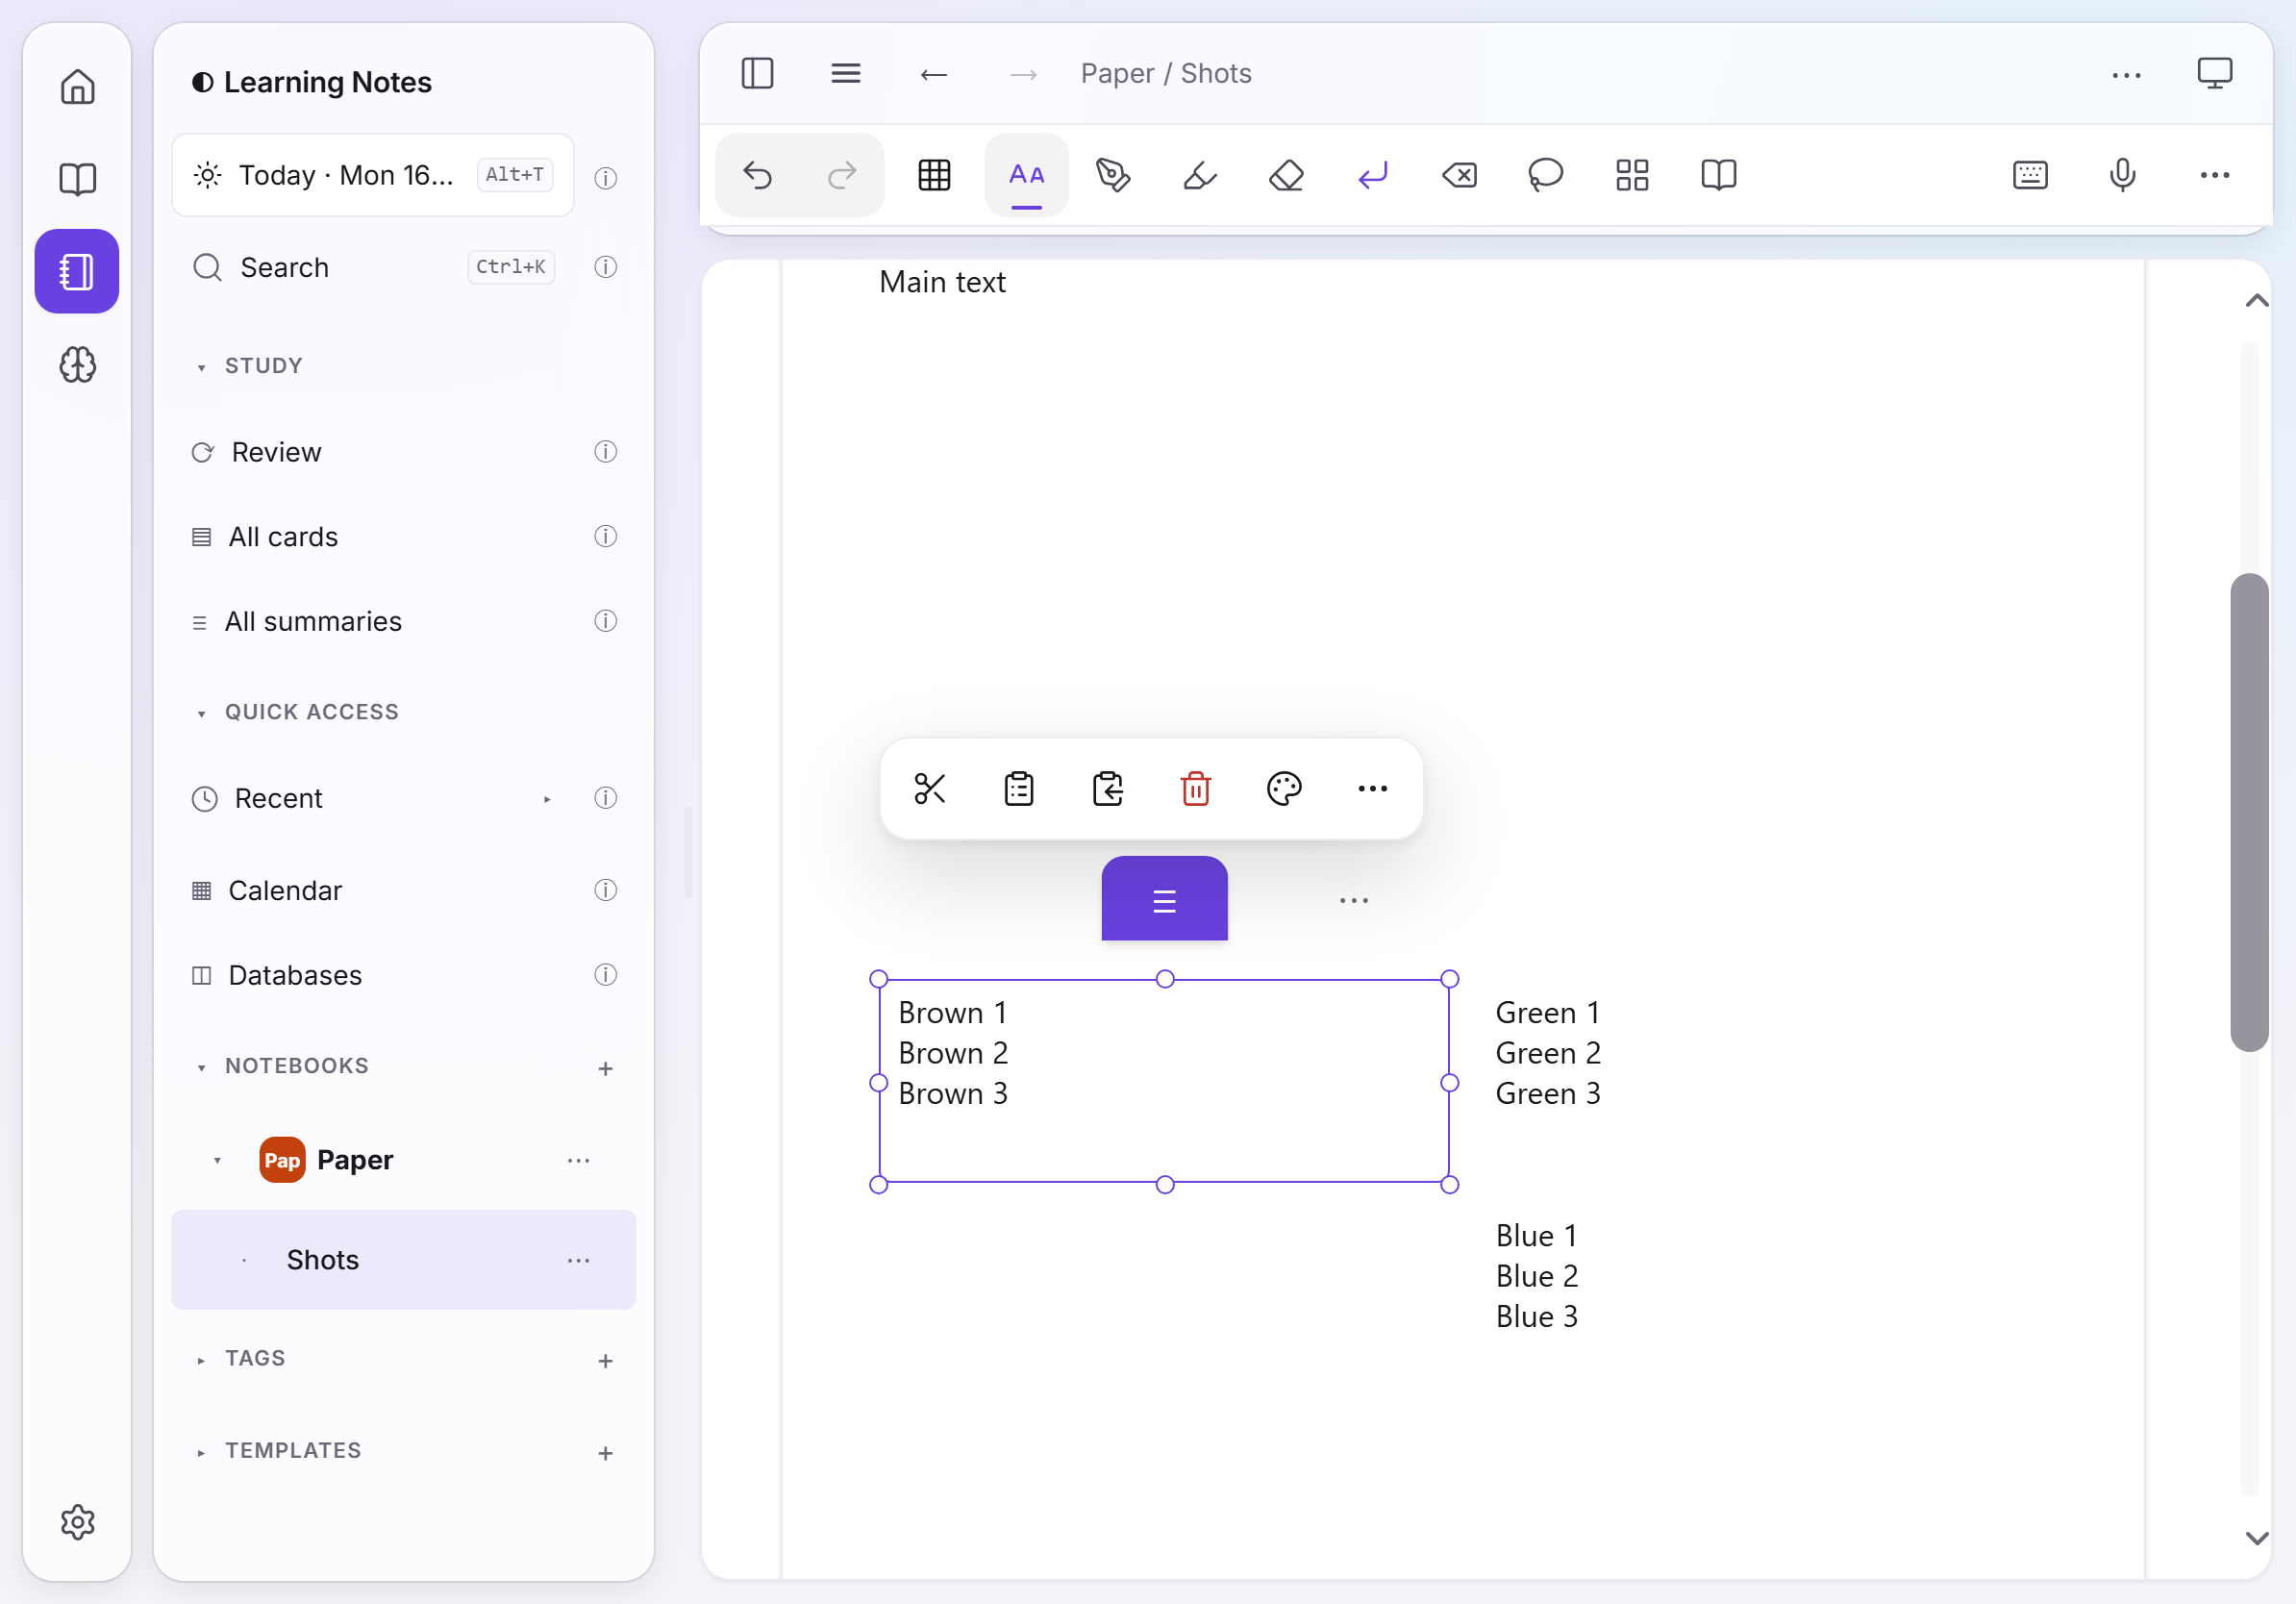 Learning Notes
Today · Mon 16... Alt+T
Search Ctrl+K
STUDY
Review
All cards
All summaries
QUICK ACCESS
Recent
Calendar
Databases
NOTEBOOKS
Pap Paper
Shots
TAGS
TEMPLATES
Paper / Shots
AA
Main text
Brown 1
Brown 2
Brown 3
Green 1
Green 2
Green 3
Blue 1
Blue 2
Blue 3